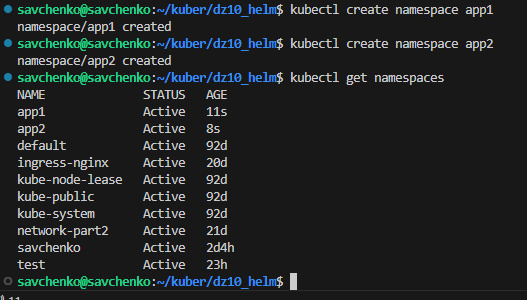 savchenko@savchenko:~/kuber/dz10_helm$ kubectl create namespace app1
namespace/app1 created
savchenko@savchenko:~/kuber/dz10_helm$ kubectl create namespace app2
namespace/app2 created
savchenko@savchenko:~/kuber/dz10_helm$ kubectl get namespaces
NAME STATUS AGE
app1 Active 11s
app2 Active 8s
default Active 92d
ingress-nginx Active 20d
kube-node-lease Active 92d
kube-public Active 92d
kube-system Active 92d
network-part2 Active 21d
savchenko Active 2d4h
test Active 23h
savchenko@savchenko:~/kuber/dz10_helm$